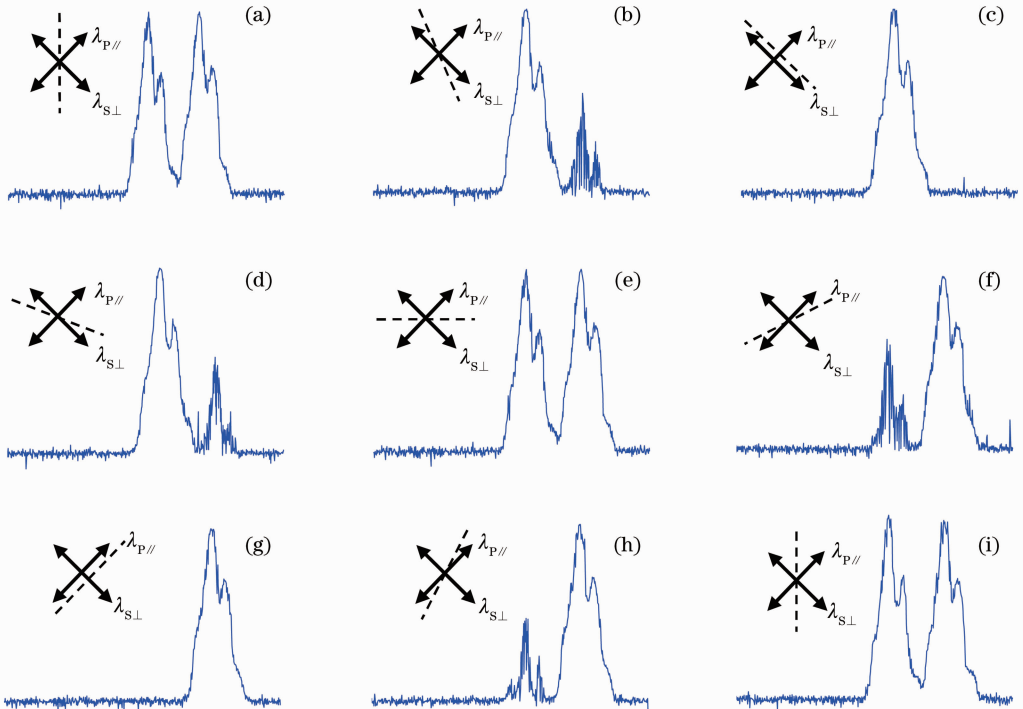 (a)
λP//
λS⊥
(b)
λP//
λS⊥
(c)
λP//
λS⊥
(d)
λP//
λS⊥
(e)
λP//
λS⊥
(f)
λP//
λS⊥
(g)
λP//
λS⊥
(h)
λP//
λS⊥
(i)
λP//
λS⊥